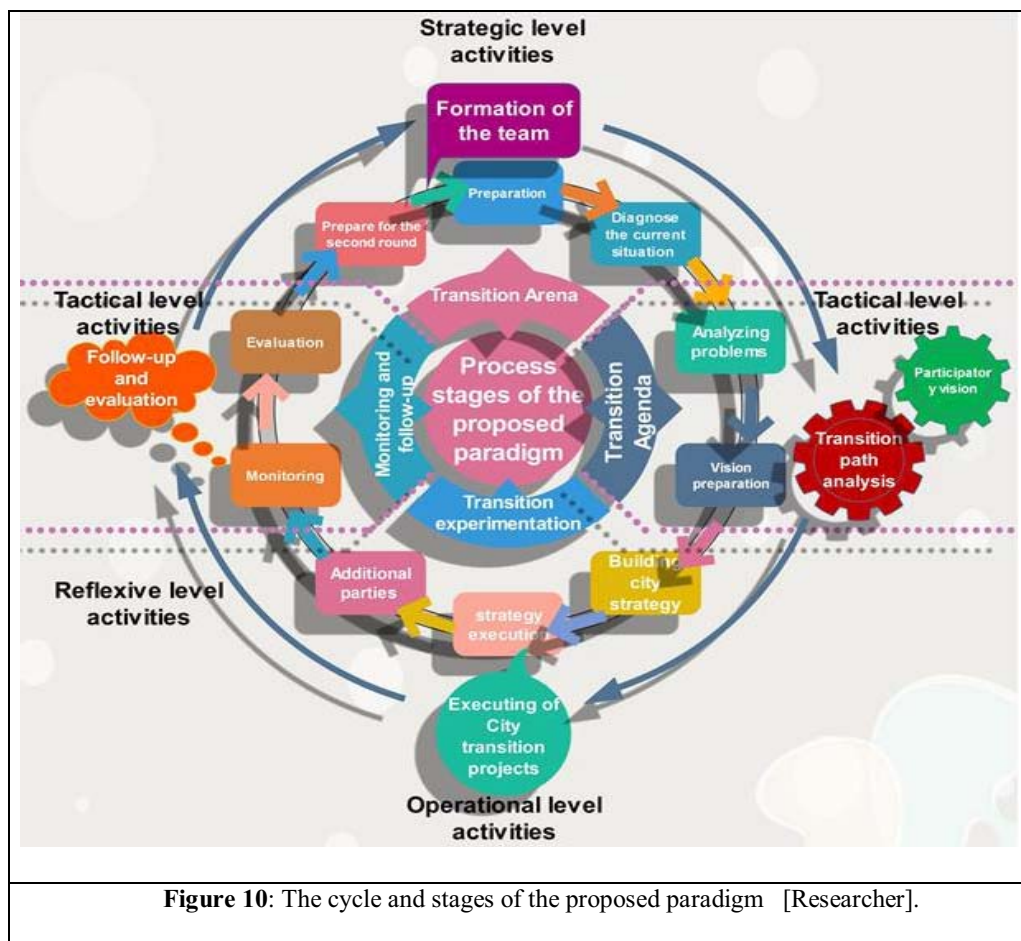 Strategic level
activities
Formation of
the team
Preparation
Prepare for the
second round
Diagnose
the current
situation
Transition Arena
Tactical level
activities
Tactical level
activities
Follow-up
and
evaluation
Evaluation
Analyzing
problems
Participator
y vision
Monitoring and
follow-up
Process
stages of the
proposed
paradigm
Transition
Agenda
Transition
path
analysis
Monitoring
Vision
preparation
Transition
experimentation
Reflexive level
activities
Additional
parties
strategy
execution
Building
city
strategy
Executing of
City
transition
projects
Operational level
activities
Figure 10: The cycle and stages of the proposed paradigm [Researcher].